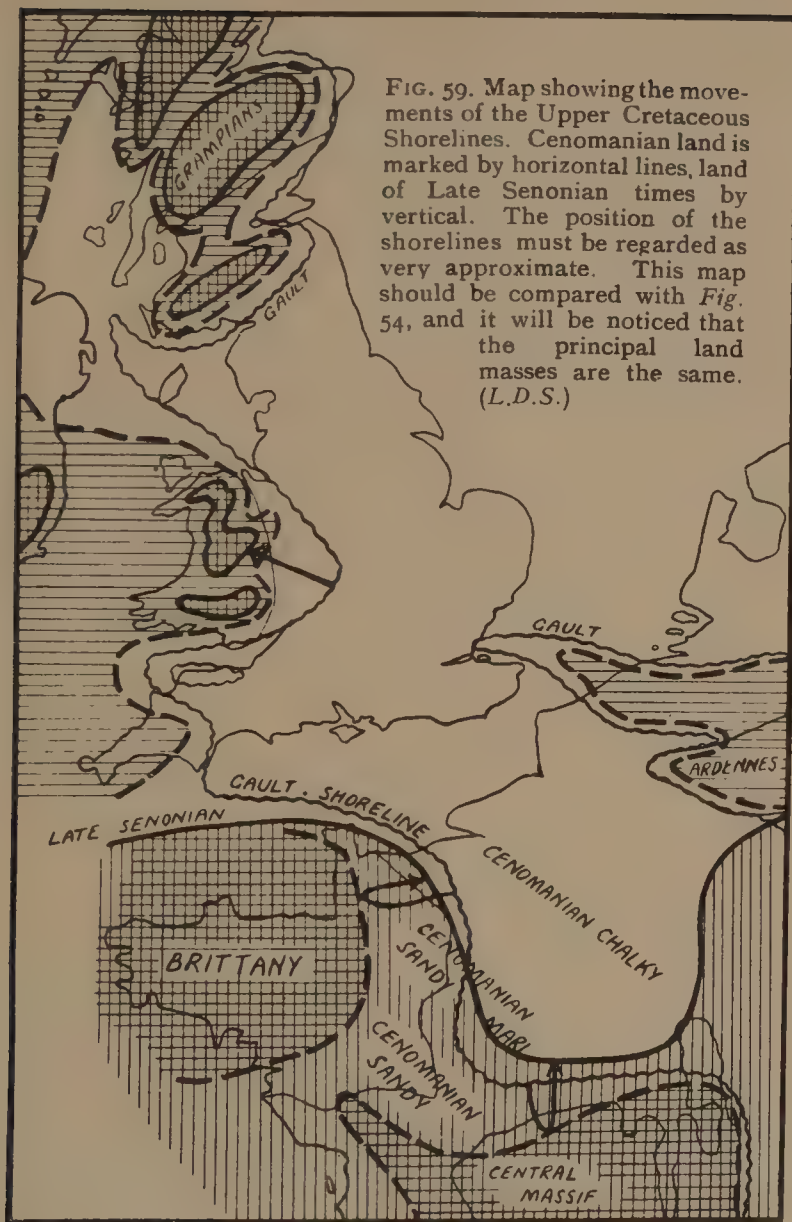 FIG. 59. Map showing the move-
ments of the Upper Cretaceous
Shorelines. Cenomanian land is
marked by horizontal lines, land
of Late Senonian times by
vertical. The position of the
shorelines must be regarded as
very approximate. This map
should be compared with Fig.
54, and it will be noticed that
the principal land
masses are the same.
(L.D.S.)
GRAMPIANS
GAULT
GAULT
ARDENNES
GAULT . SHORELINE
LATE SENONIAN
CENOMANIAN CHALKY
BRITTANY
CENOMANIAN
SANDY
CENOMANIAN
MARL
CENOMANIAN
SANDY
CENTRAL
MASSIF